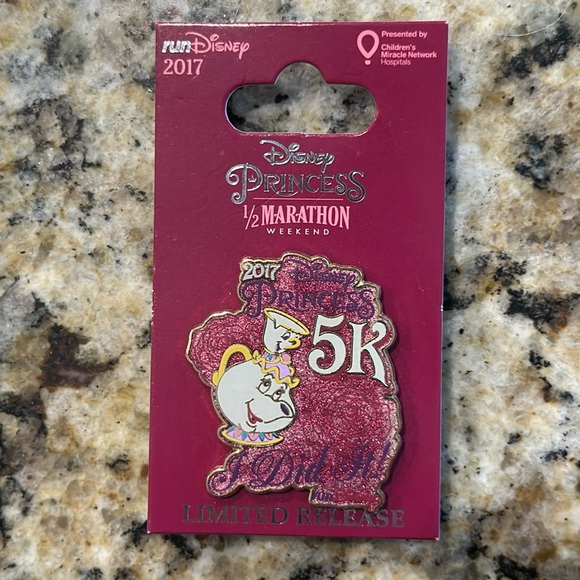 runDisney
2017
Presented by
Children's
Miracle Network
Hospitals
Disney
PRINCESS
1/2 MARATHON
WEEKEND
2017 Disney
PRINCESS
5K
I Did It!
LIMITED RELEASE